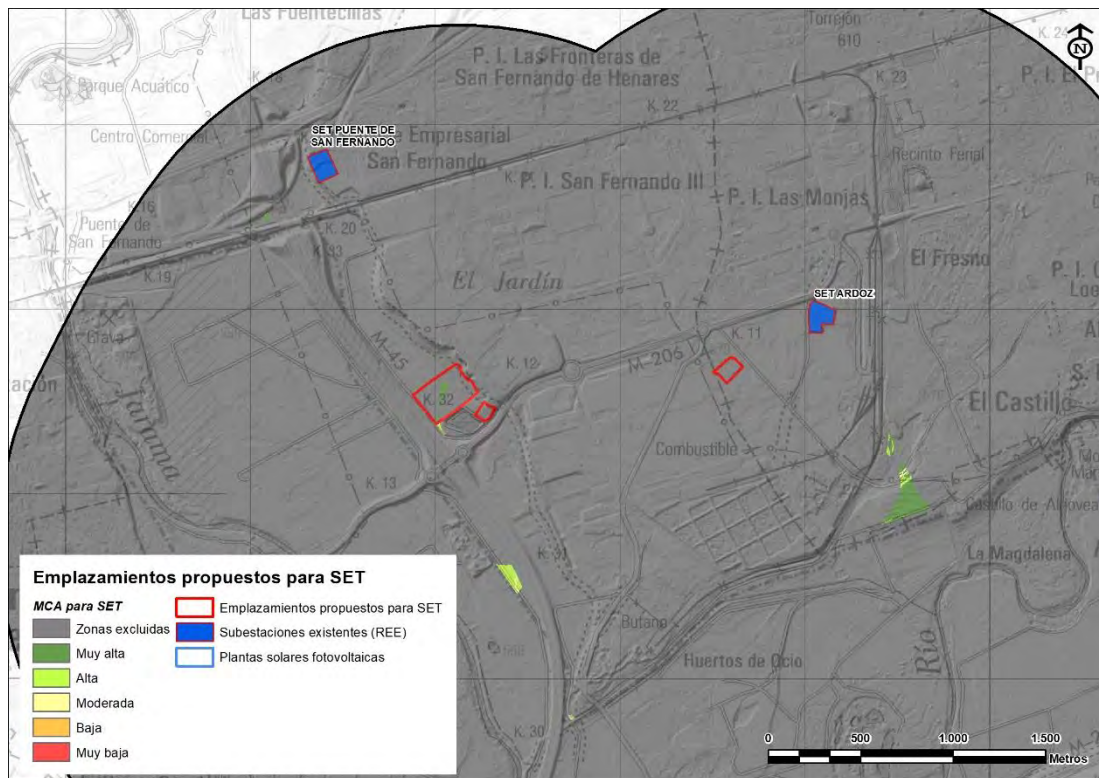 Las Fuentecillas
Torrejón
610
K. 24
N
P. I. Las Fronteras de
San Fernando de Henares
K. 18
K. 23
Parque Acuático
K. 22
Centro
SET PUENTE DE
SAN FERNANDO
Empresarial
San Fernando
Recinto Ferial
P. I. San Fernando III
P. I. Las Monjas
K. 16
Puente de
San Fernando
K. 20
K. 33
K. 19
El Jardín
El Fresno
SET ARDOZ
Grava
M-45
K. 12
M-206
K. 11
K. 32
El Castillo
Jarama
Combustible
K. 13
La Magdalena
K. 31
Butano
Huertos de Ocio
Río
K. 30
Emplazamientos propuestos para SET
MCA para SET
Zonas excluidas
Muy alta
Alta
Moderada
Baja
Muy baja
Emplazamientos propuestos para SET
Subestaciones existentes (REE)
Plantas solares fotovoltaicas
0 500 1.000 1.500
Metros